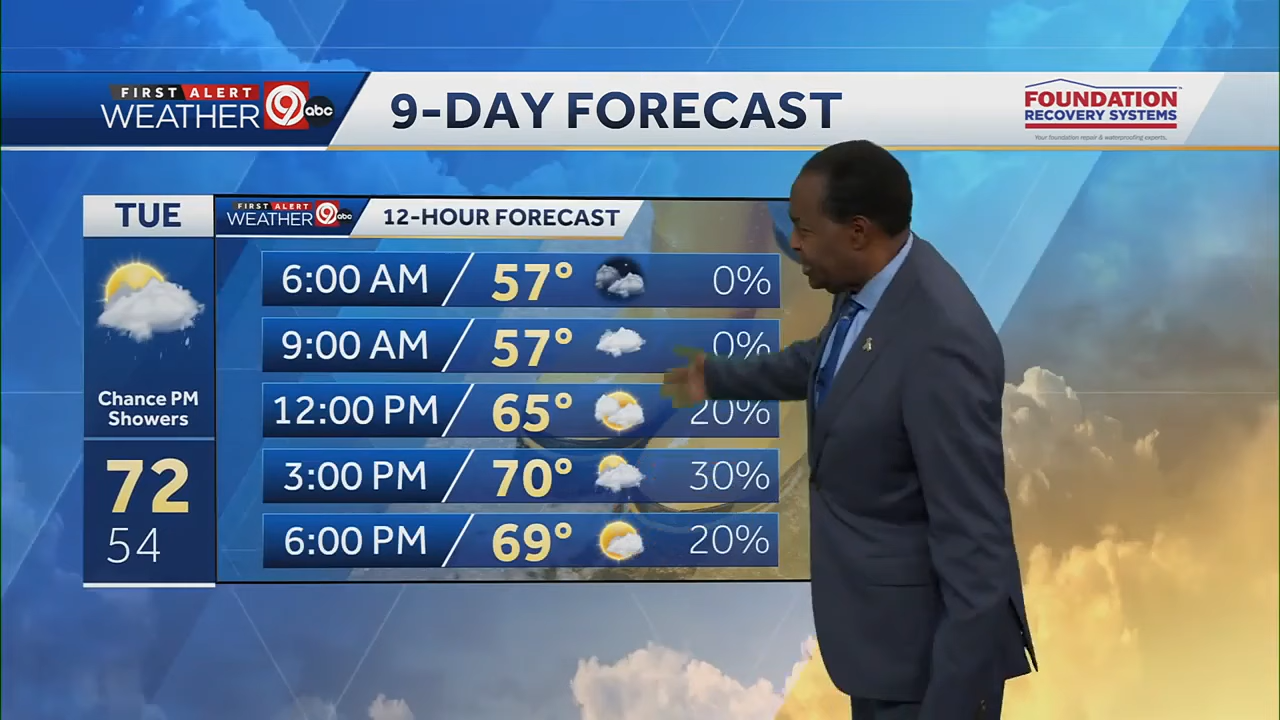 FIRST ALERT
WEATHER 9 abc
9-DAY FORECAST
FOUNDATION
RECOVERY SYSTEMS
Your foundation repair & waterproofing experts.
TUE
FIRST ALERT
WEATHER 9 abc
12-HOUR FORECAST
6:00 AM 57° 0%
9:00 AM 57° 0%
12:00 PM 65° 20%
3:00 PM 70° 30%
6:00 PM 69° 20%
Chance PM
Showers
72
54